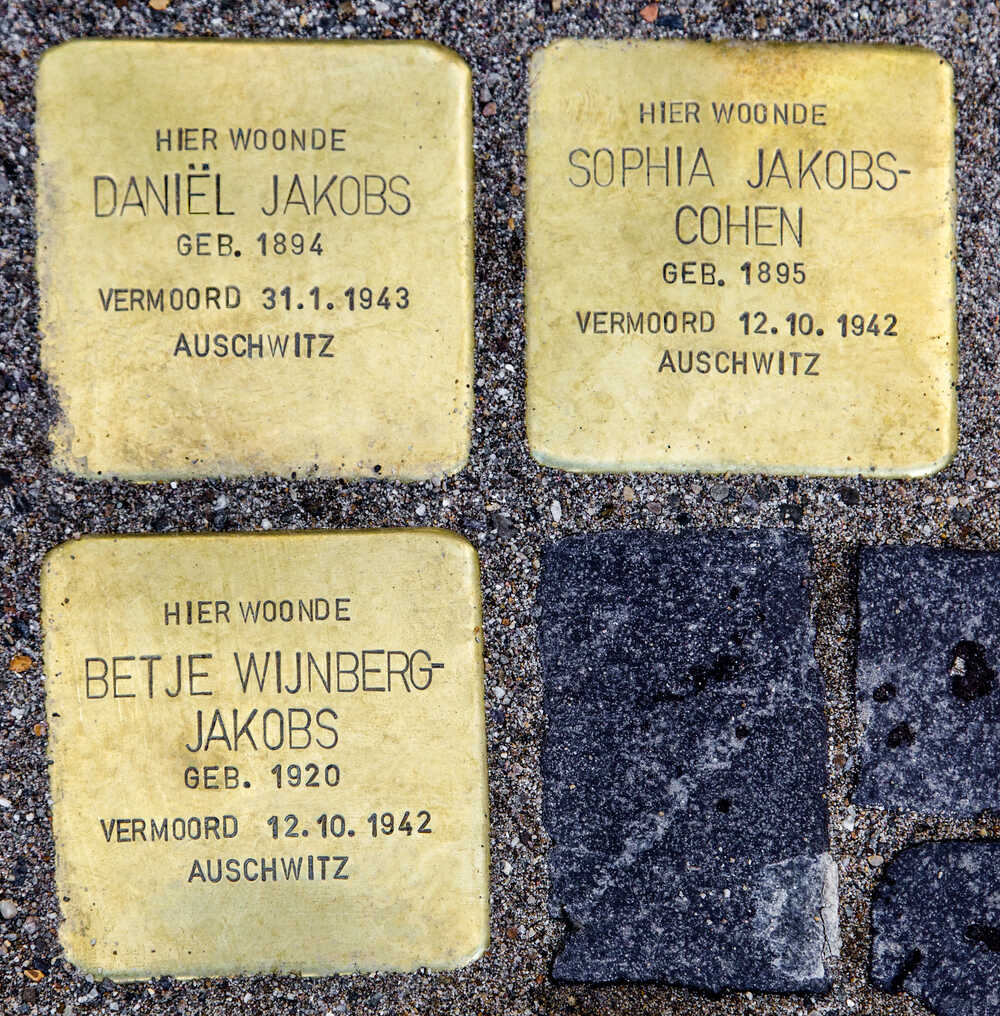 HIER WOONDE
DANIËL JAKOBS
GEB. 1894
VERMOORD 31.1.1943
AUSCHWITZ
HIER WOONDE
SOPHIA JAKOBS-
COHEN
GEB. 1895
VERMOORD 12.10.1942
AUSCHWITZ
HIER WOONDE
BETJE WIJNBERG-
JAKOBS
GEB. 1920
VERMOORD 12.10.1942
AUSCHWITZ